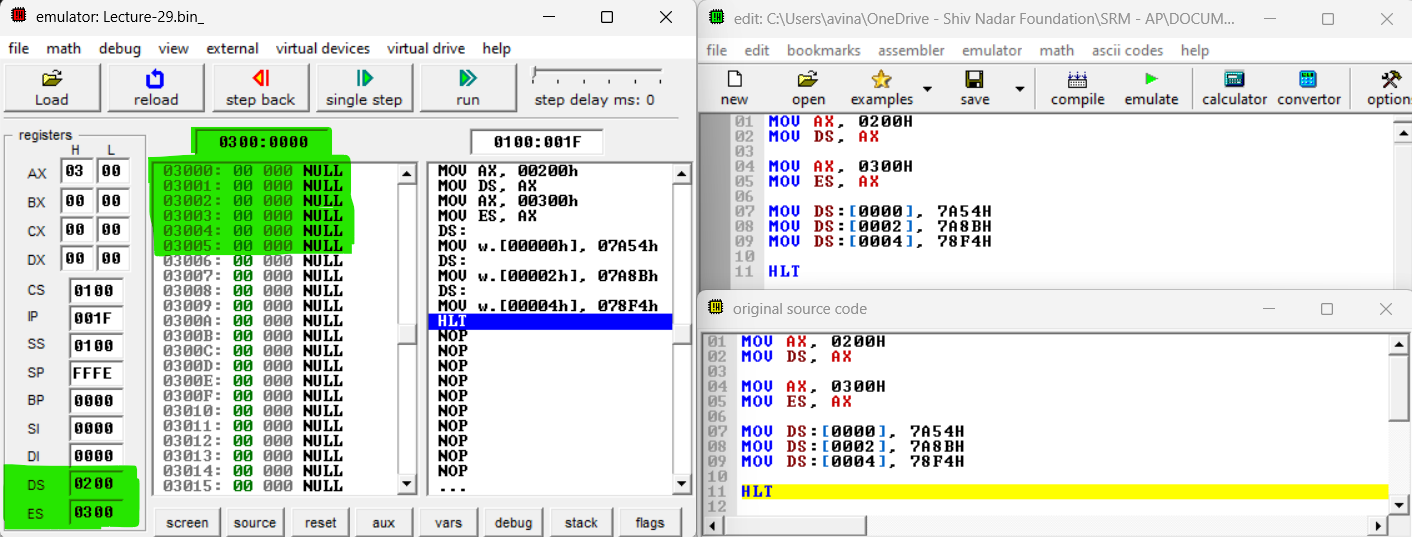 emulator: Lecture-29.bin_
file math debug view external virtual devices virtual drive help
Load reload step back single step run step delay ms: 0
registers
H L
AX 03 00
BX 00 00
CX 00 00
DX 00 00
CS 0100
IP 001F
SS 0100
SP FFFE
BP 0000
SI 0000
DI 0000
DS 0200
ES 0300
0300:0000
03000: 00 000 NULL
03001: 00 000 NULL
03002: 00 000 NULL
03003: 00 000 NULL
03004: 00 000 NULL
03005: 00 000 NULL
03006: 00 000 NULL
03007: 00 000 NULL
03008: 00 000 NULL
03009: 00 000 NULL
0300A: 00 000 NULL
0300B: 00 000 NULL
0300C: 00 000 NULL
0300D: 00 000 NULL
0300E: 00 000 NULL
0300F: 00 000 NULL
03010: 00 000 NULL
03011: 00 000 NULL
03012: 00 000 NULL
03013: 00 000 NULL
03014: 00 000 NULL
03015: 00 000 NULL
0100:001F
MOV AX, 00200h
MOV DS, AX
MOV AX, 00300h
MOV ES, AX
DS:
MOV w.[00000h], 07A54h
DS:
MOV w.[00002h], 07A8Bh
DS:
MOV w.[00004h], 078F4h
HLT
NOP
NOP
NOP
NOP
NOP
NOP
NOP
NOP
NOP
NOP
...
screen source reset aux vars debug stack flags
edit: C:\Users\avina\OneDrive - Shiv Nadar Foundation\SRM - AP\DOCUM...
file edit bookmarks assembler emulator math ascii codes help
new open examples save compile emulate calculator convertor option
01 MOV AX, 0200H
02 MOV DS, AX
03
04 MOV AX, 0300H
05 MOV ES, AX
06
07 MOV DS:[0000], 7A54H
08 MOV DS:[0002], 7A8BH
09 MOV DS:[0004], 78F4H
10
11 HLT
original source code
01 MOV AX, 0200H
02 MOV DS, AX
03
04 MOV AX, 0300H
05 MOV ES, AX
06
07 MOV DS:[0000], 7A54H
08 MOV DS:[0002], 7A8BH
09 MOV DS:[0004], 78F4H
10
11 HLT
12